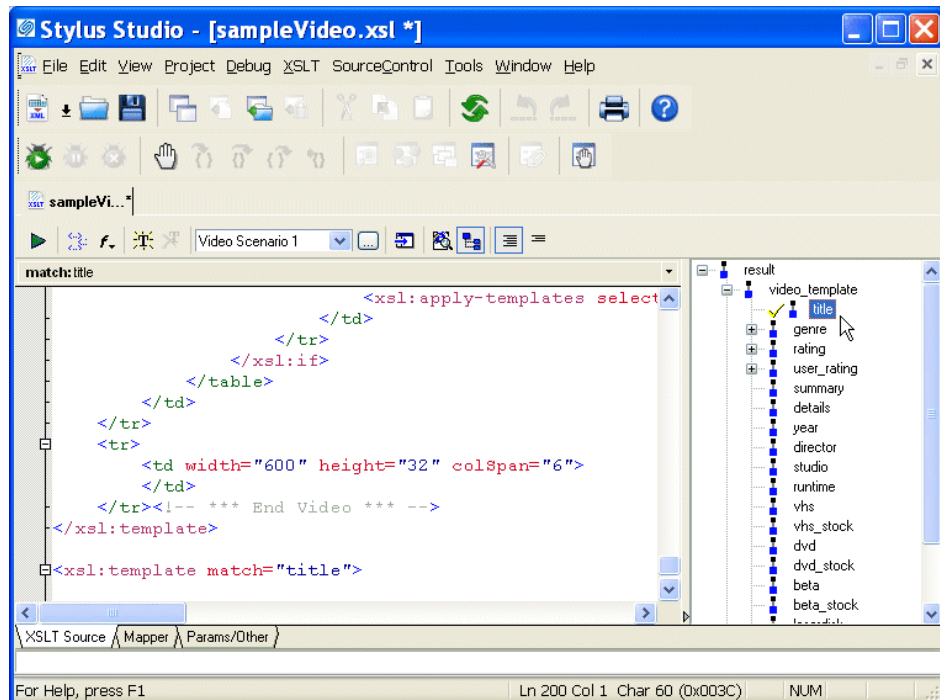 Stylus Studio - [sampleVideo.xsl *]
File Edit View Project Debug XSLT SourceControl Tools Window Help
sampleVi...*
Video Scenario 1
match: title
<xsl:apply-templates select
</td>
</tr>
</xsl:if>
</table>
</td>
</tr>
<tr>
<td width="600" height="32" colSpan="6">
</td>
</tr><!-- *** End Video *** -->
</xsl:template>
<xsl:template match="title">
result
video_template
title
genre
rating
user_rating
summary
details
year
director
studio
runtime
vhs
vhs_stock
dvd
dvd_stock
beta
beta_stock
XSLT Source Mapper Params/Other
For Help, press F1 Ln 200 Col 1 Char 60 (0x003C) NUM